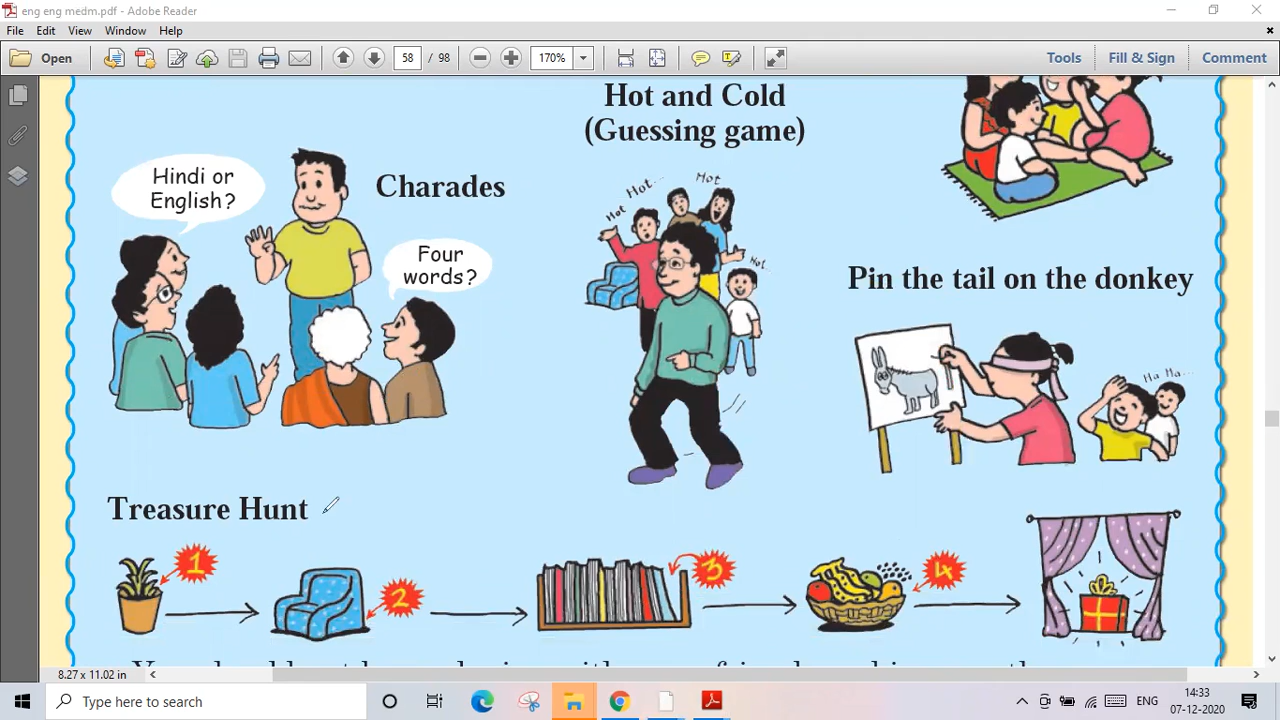 eng eng medm.pdf - Adobe Reader
File Edit View Window Help
Open 58 / 98 170% Tools Fill & Sign Comment
Hot and Cold
(Guessing game)
Hindi or
English?
Charades
Four
words?
Hot Hot... Hot
Hot..
Pin the tail on the donkey
Ha Ha...
Treasure Hunt
1
2
3
4
8.27 x 11.02 in
Type here to search
ENG
14:33
07-12-2020